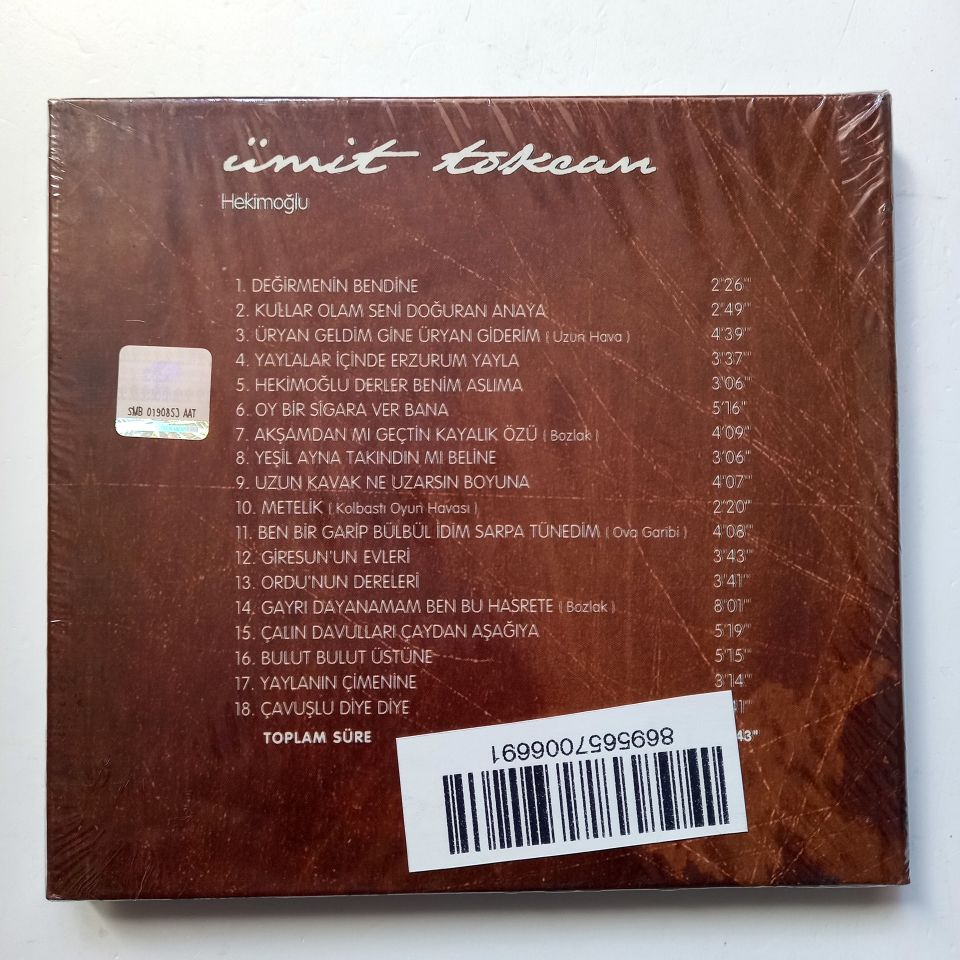 ümit tokcan
Hekimoğlu
1. DEĞİRMENİN BENDİNE 2"26"'
2. KULLAR OLAM SENİ DOĞURAN ANAYA 2"49"'
3. ÜRYAN GELDİM GİNE ÜRYAN GİDERİM ( Uzun Hava ) 4"39"'
4. YAYLALAR İÇİNDE ERZURUM YAYLA 3"37"'
5. HEKİMOĞLU DERLER BENİM ASLIMA 3"06"'
6. OY BİR SİGARA VER BANA 5"16"'
7. AKŞAMDAN MI GEÇTİN KAYALIK ÖZÜ ( Bozlak ) 4"09"'
8. YEŞİL AYNA TAKINDIN MI BELİNE 3"06"'
9. UZUN KAVAK NE UZARSIN BOYUNA 4"07"'
10. METELİK ( Kolbastı Oyun Havası ) 2"20"'
11. BEN BİR GARİP BÜLBÜL İDİM SARPA TÜNEDİM ( Ova Garibi ) 4"08"'
12. GİRESUN'UN EVLERİ 3"43"'
13. ORDU'NUN DERELERİ 3"41"'
14. GAYRI DAYANAMAM BEN BU HASRETE ( Bozlak ) 8"01"'
15. ÇALIN DAVULLARI ÇAYDAN AŞAĞIYA 5"19"'
16. BULUT BULUT ÜSTÜNE 5"15"'
17. YAYLANIN ÇİMENİNE 3"14"'
18. ÇAVUŞLU DİYE DİYE 41"'
TOPLAM SÜRE 43"
SMB 0190853 AAT
8695657006691